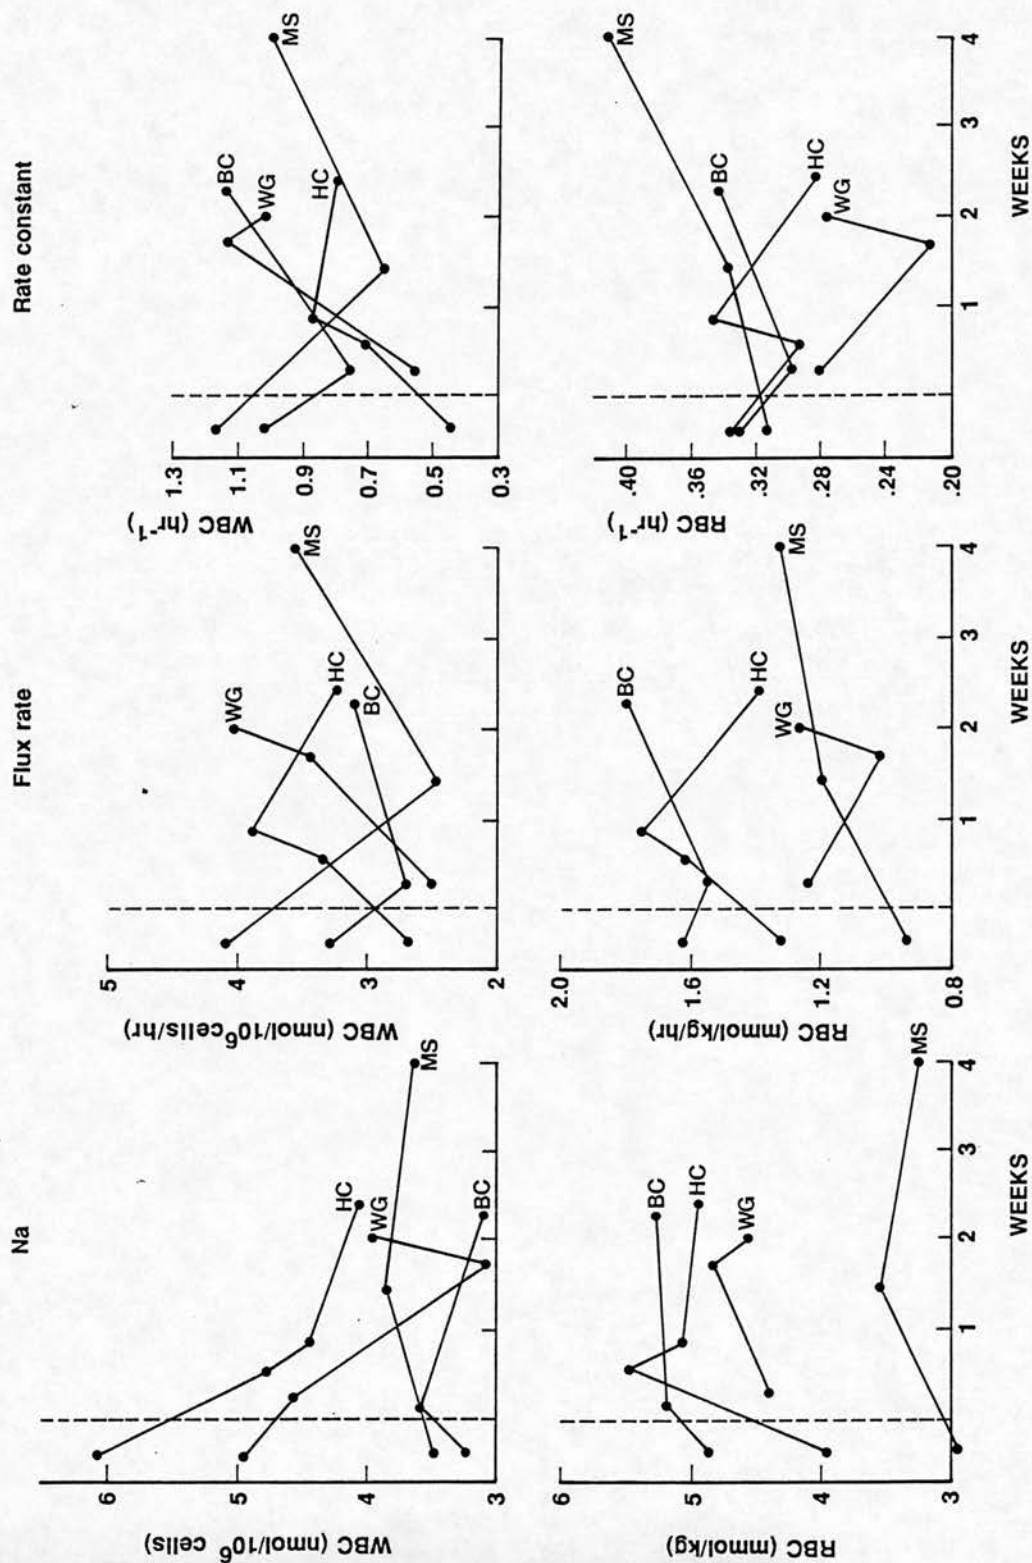 Na
WBC (nmol/10⁶ cells)
6
5
4
3
HC
WG
MS
BC
RBC (mmol/kg)
6
5
4
3
BC
HC
WG
MS
1
2
3
4
WEEKS
Flux rate
WBC (nmol/10⁶cells/hr)
5
4
3
2
WG
HC
BC
MS
RBC (mmol/kg/hr)
2.0
1.6
1.2
0.8
BC
HC
WG
MS
1
2
3
4
WEEKS
Rate constant
WBC (hr⁻¹)
1.3
1.1
0.9
0.7
0.5
0.3
BC
WG
HC
MS
RBC (hr⁻¹)
.40
.36
.32
.28
.24
.20
MS
BC
HC
WG
1
2
3
4
WEEKS